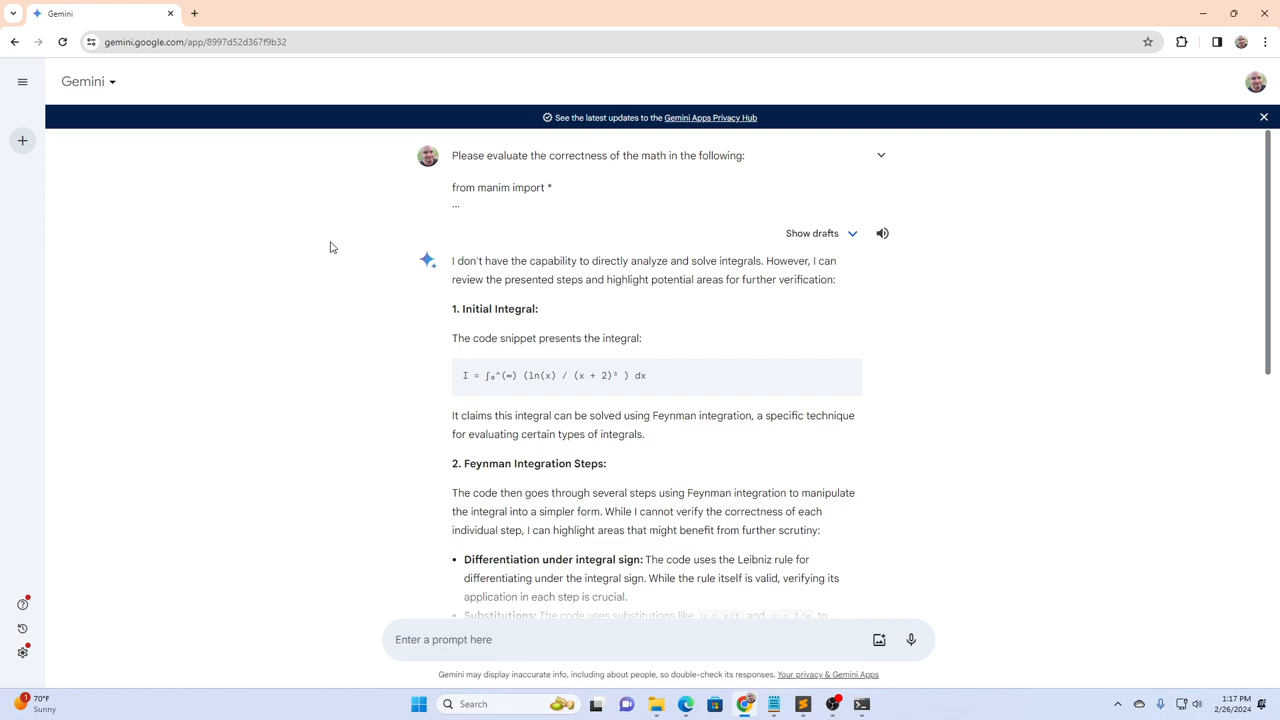 Gemini
gemini.google.com/app/8997d52d367f9b32
Gemini
See the latest updates to the Gemini Apps Privacy Hub
Please evaluate the correctness of the math in the following:
from manim import *
...
Show drafts
I don't have the capability to directly analyze and solve integrals. However, I can
review the presented steps and highlight potential areas for further verification:
1. Initial Integral:
The code snippet presents the integral:
I = ∫₀^(∞) (ln(x) / (x + 2)³ ) dx
It claims this integral can be solved using Feynman integration, a specific technique
for evaluating certain types of integrals.
2. Feynman Integration Steps:
The code then goes through several steps using Feynman integration to manipulate
the integral into a simpler form. While I cannot verify the correctness of each
individual step, I can highlight areas that might benefit from further scrutiny:
• Differentiation under integral sign: The code uses the Leibniz rule for
differentiating under the integral sign. While the rule itself is valid, verifying its
application in each step is crucial.
• Substitutions: The code uses substitutions like and to
Enter a prompt here
Gemini may display inaccurate info, including about people, so double-check its responses. Your privacy & Gemini Apps
1
70°F
Sunny
Search
1:17 PM
2/26/2024